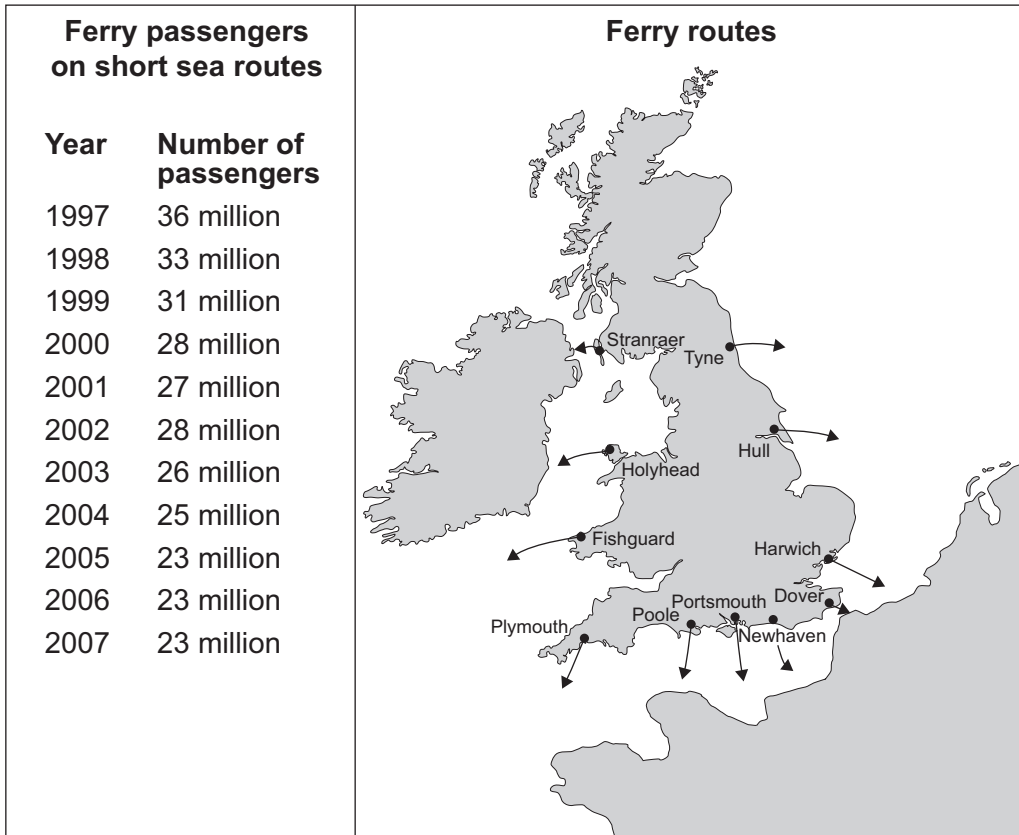 Ferry passengers
on short sea routes
Year Number of
passengers
1997 36 million
1998 33 million
1999 31 million
2000 28 million
2001 27 million
2002 28 million
2003 26 million
2004 25 million
2005 23 million
2006 23 million
2007 23 million
Ferry routes
Stranraer
Tyne
Hull
Holyhead
Fishguard
Harwich
Dover
Portsmouth
Poole
Plymouth
Newhaven